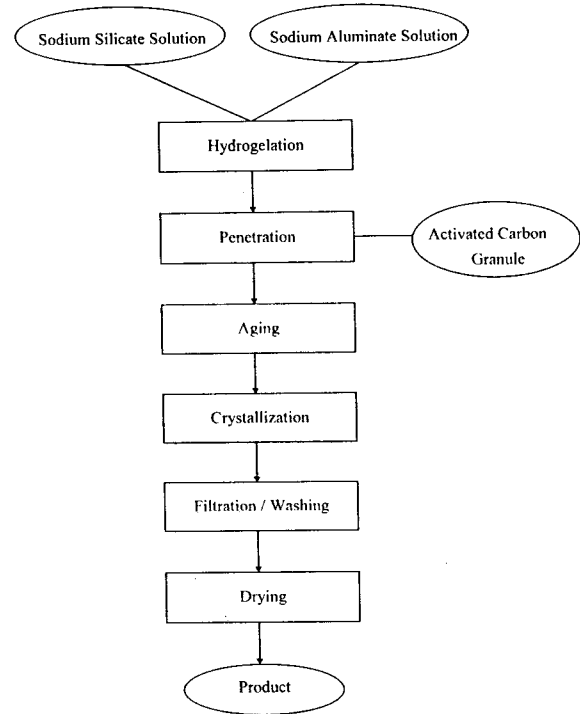 Sodium Silicate Solution
Sodium Aluminate Solution
Hydrogelation
Penetration
Activated Carbon
Granule
Aging
Crystallization
Filtration / Washing
Drying
Product